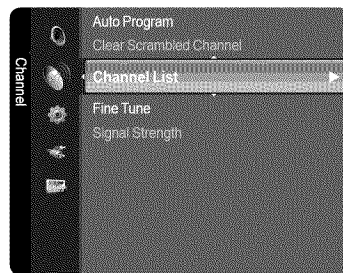 Channel
Auto Program
Clear Scrambled Channel
Channel List
Fine Tune
Signal Strength